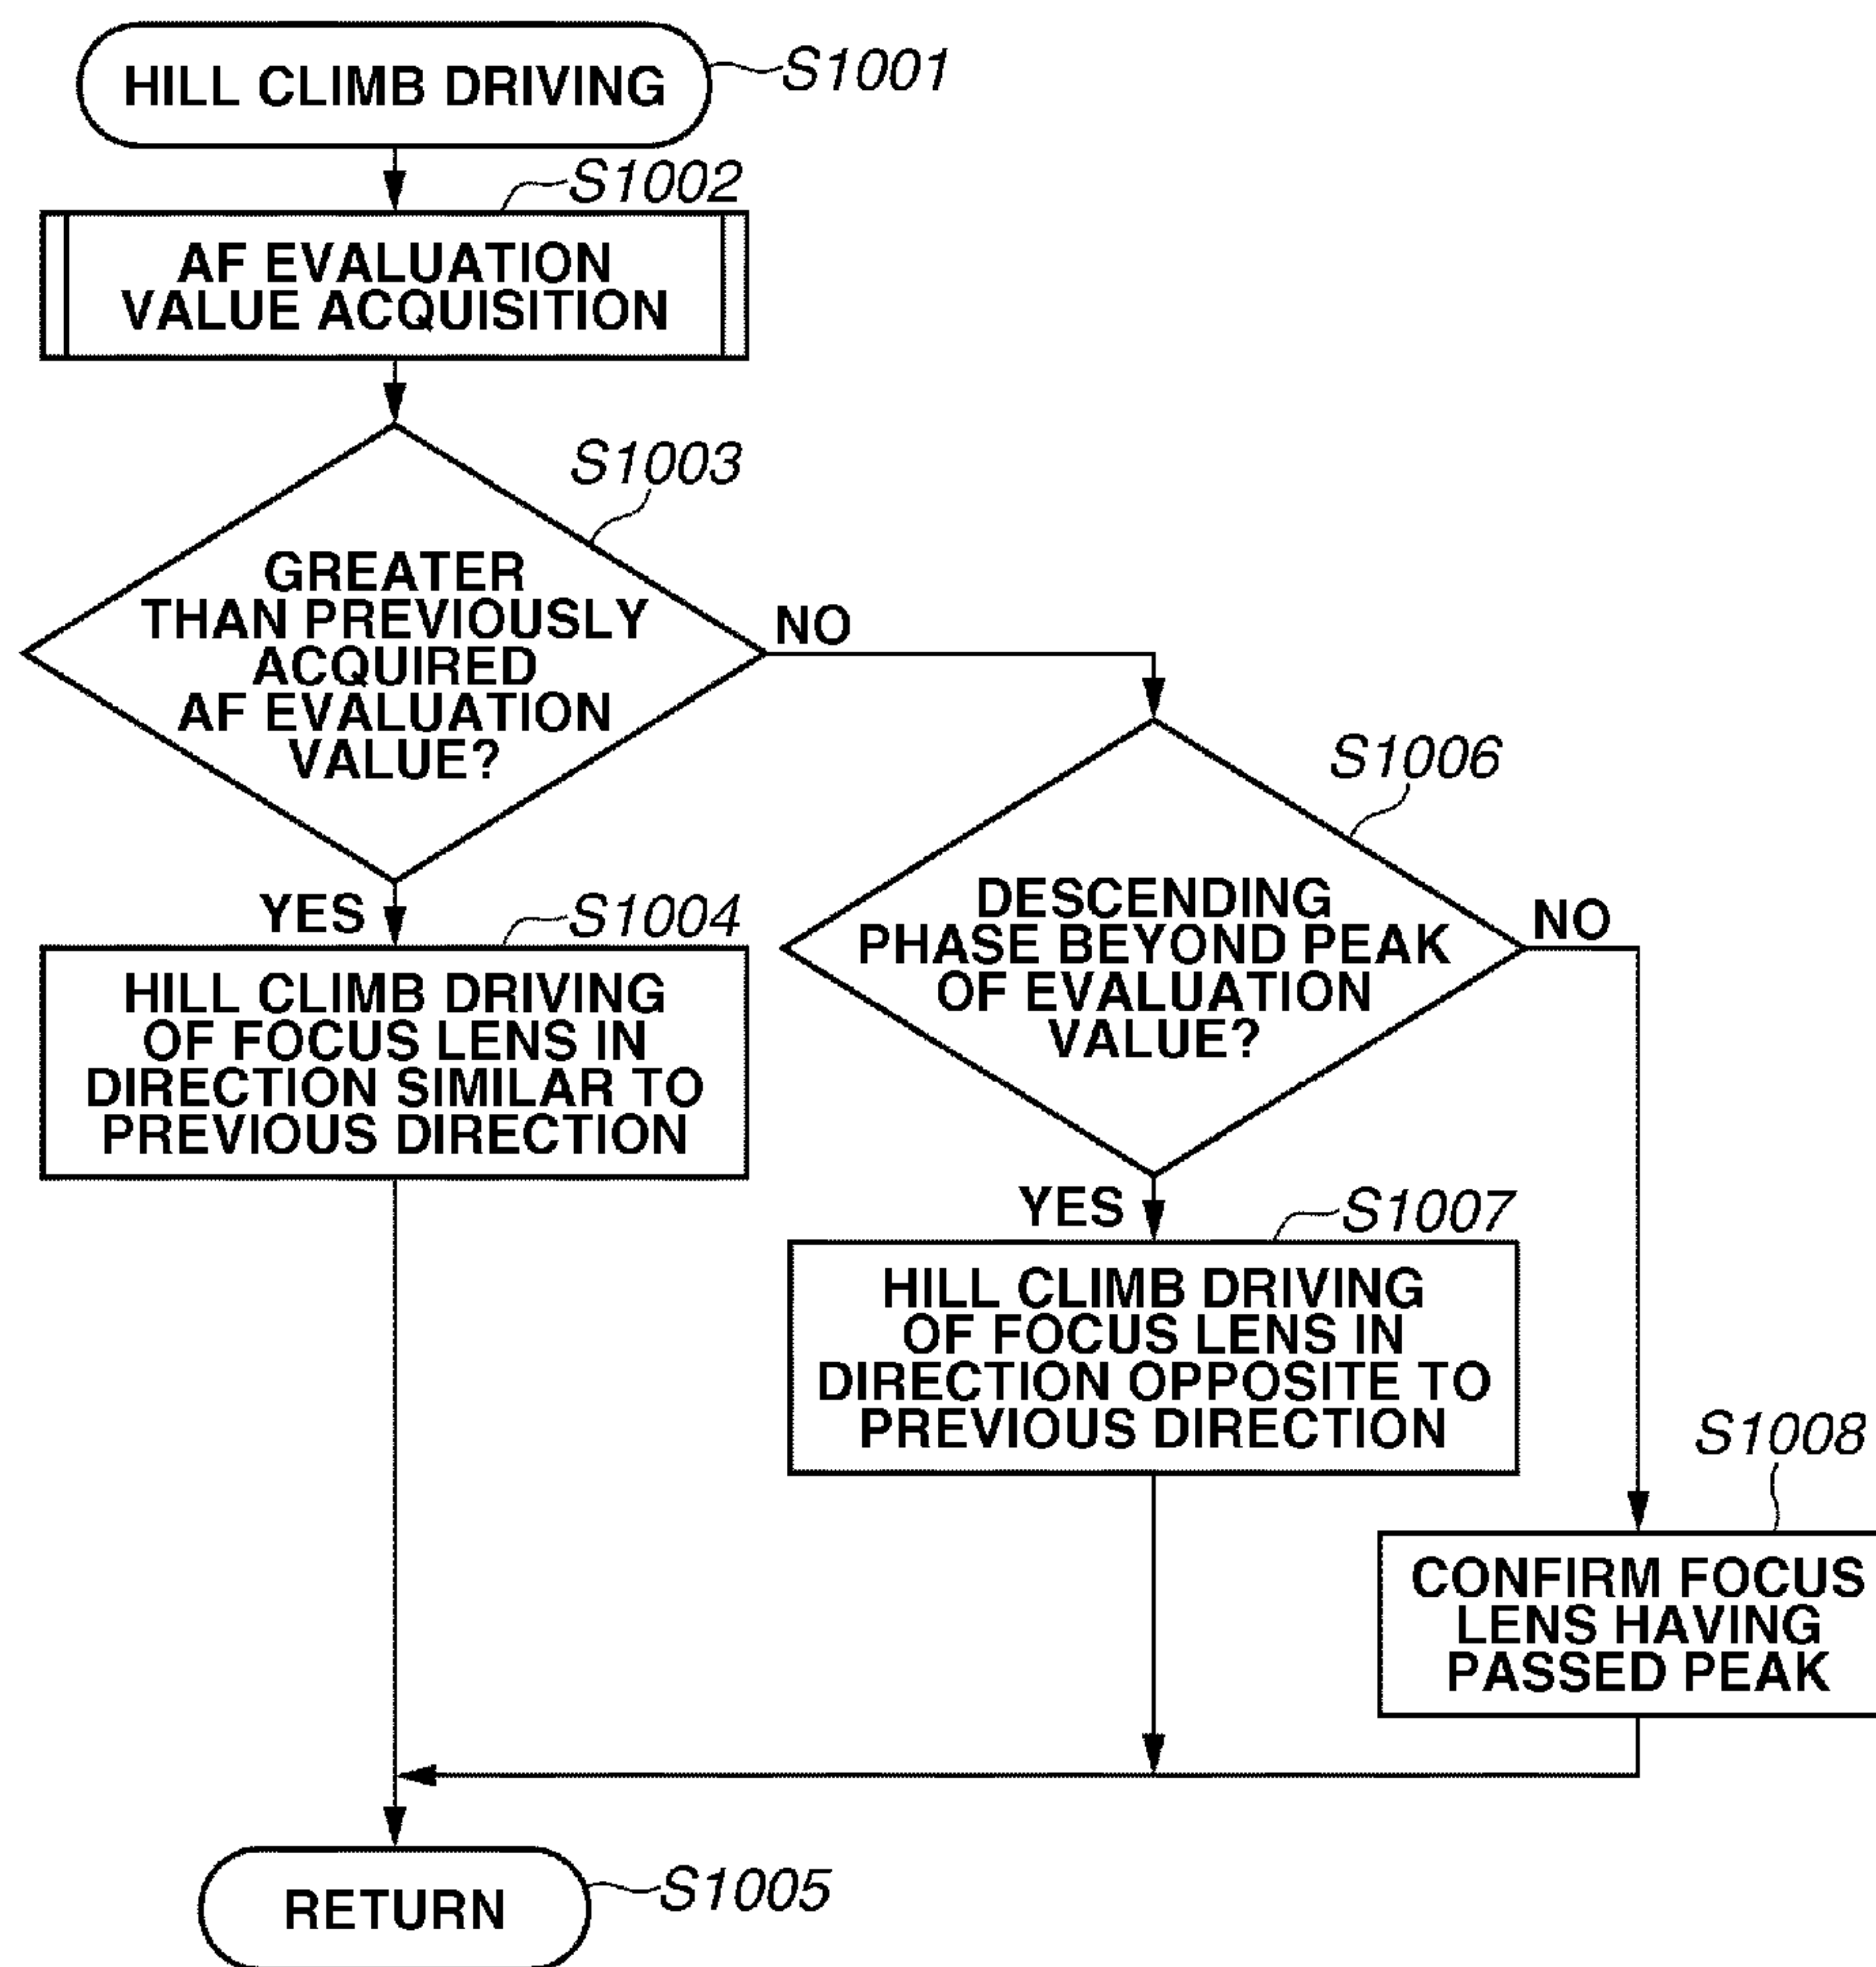 HILL CLIMB DRIVING
S1001
S1002
AF EVALUATION
VALUE ACQUISITION
S1003
GREATER
THAN PREVIOUSLY
ACQUIRED
AF EVALUATION
VALUE?
NO
YES
S1004
HILL CLIMB DRIVING
OF FOCUS LENS IN
DIRECTION SIMILAR TO
PREVIOUS DIRECTION
S1006
DESCENDING
PHASE BEYOND PEAK
OF EVALUATION
VALUE?
NO
YES
S1007
HILL CLIMB DRIVING
OF FOCUS LENS IN
DIRECTION OPPOSITE TO
PREVIOUS DIRECTION
S1008
CONFIRM FOCUS
LENS HAVING
PASSED PEAK
RETURN
S1005